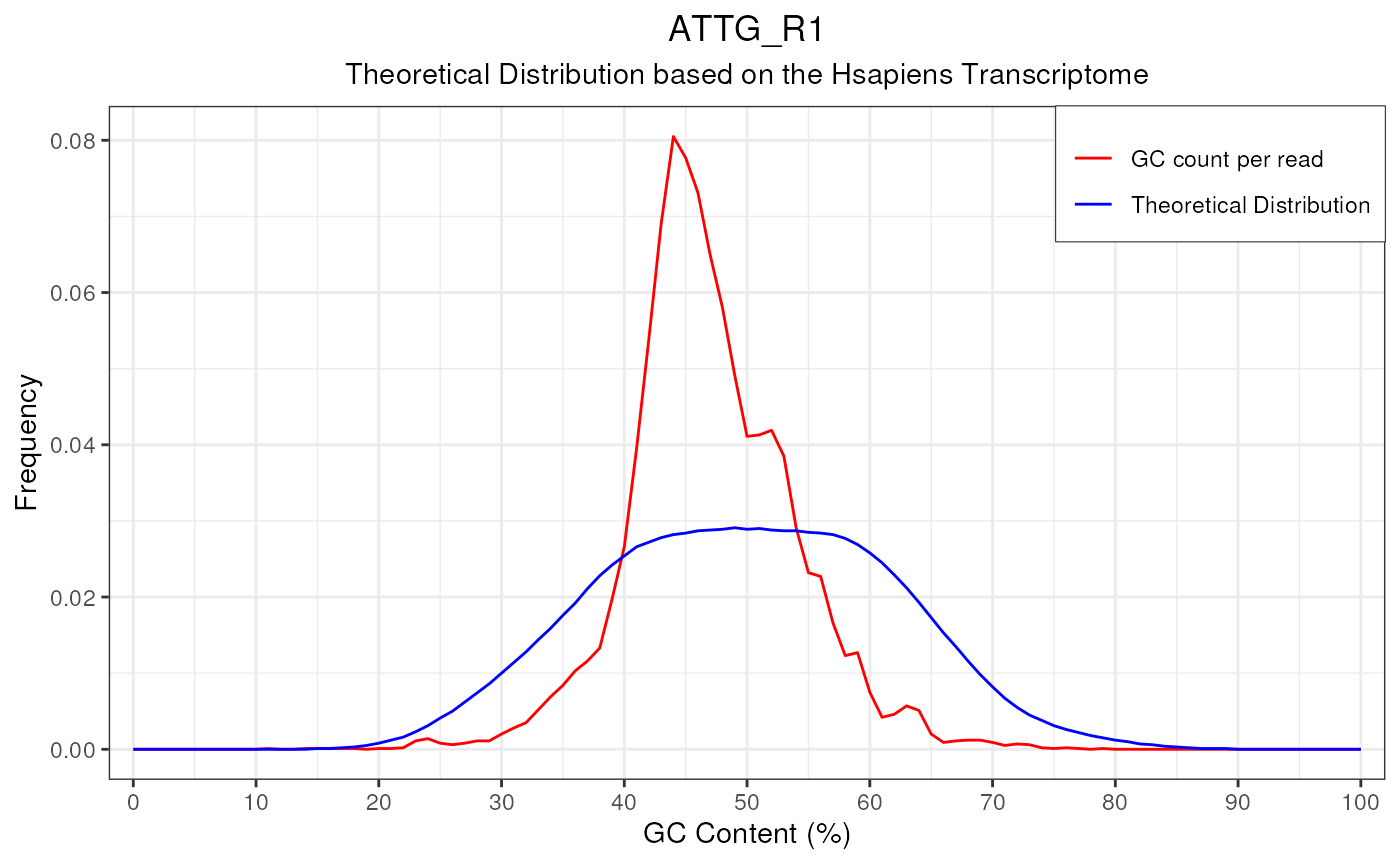 ATTG_R1
Theoretical Distribution based on the Hsapiens Transcriptome
GC count per read
Theoretical Distribution
Frequency
0.08
0.06
0.04
0.02
0.00
0 10 20 30 40 50 60 70 80 90 100
GC Content (%)